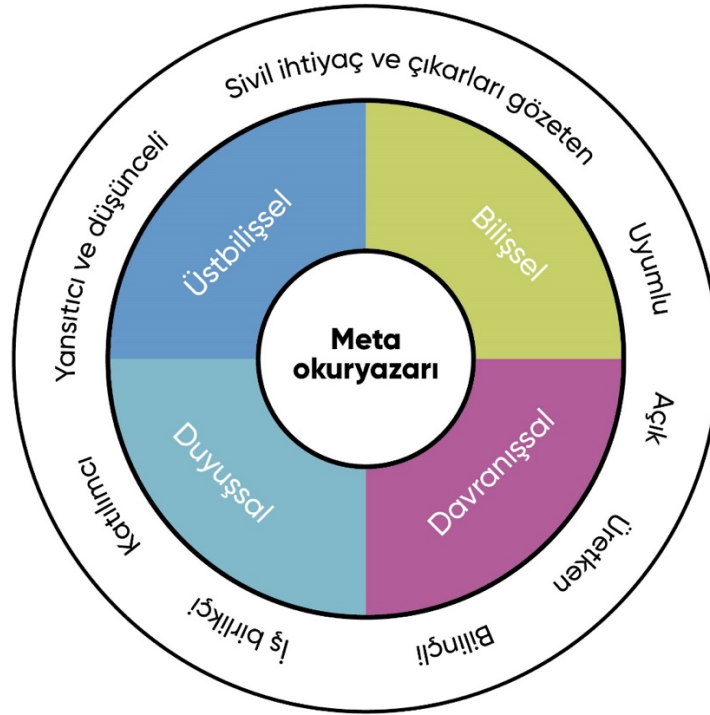 Sivil ihtiyaç ve çıkarları gözeten
Uyumlu
Açık
Üretken
Bilinçli
İş birlikçi
Katılımcı
Yansıtıcı ve düşünceli
Üstbilişsel
Bilişsel
Davranışsal
Duyuşsal
Meta
okuryazarı